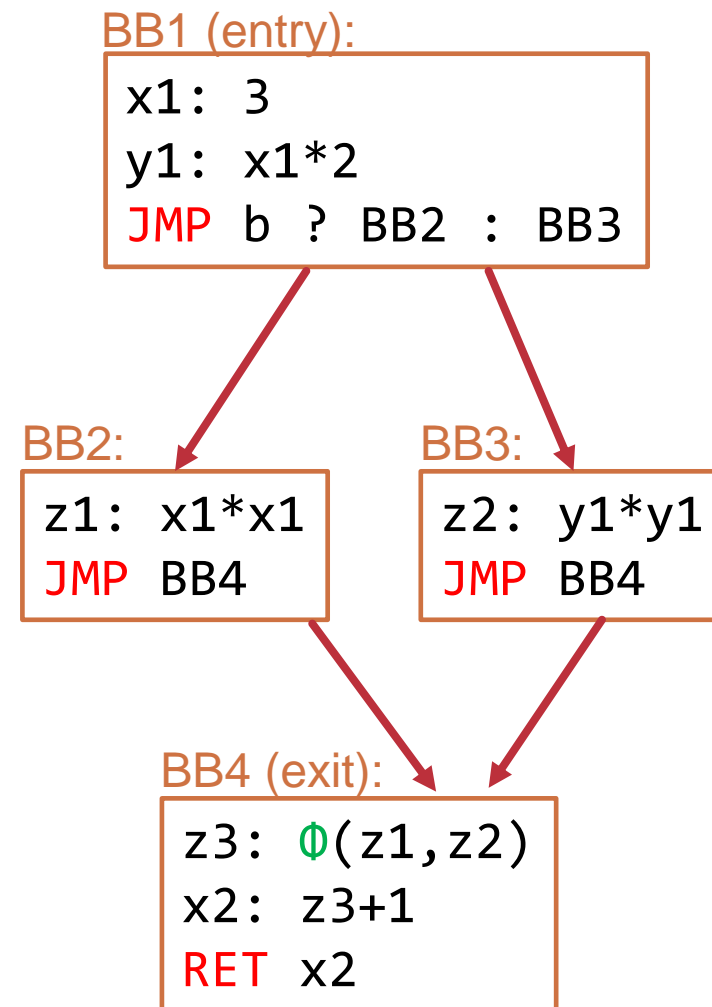 BB1 (entry):
x1: 3
y1: x1*2
JMP b ? BB2 : BB3
BB2:
z1: x1*x1
JMP BB4
BB3:
z2: y1*y1
JMP BB4
BB4 (exit):
z3: Φ(z1,z2)
x2: z3+1
RET x2